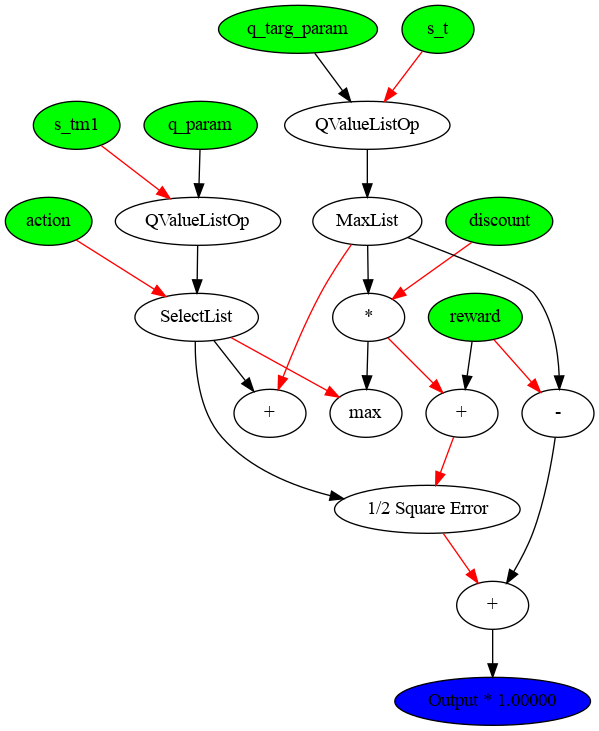 q_targ_param
s_t
s_tm1
q_param
QValueListOp
action
QValueListOp
MaxList
discount
SelectList
*
reward
+
max
+
-
1/2 Square Error
+
Output * 1.00000